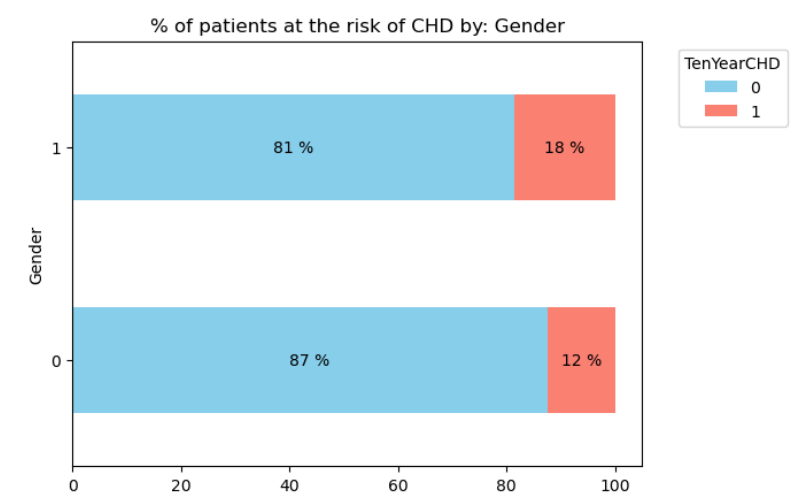 % of patients at the risk of CHD by: Gender
TenYearCHD
0
1
1
81 %
18 %
Gender
0
87 %
12 %
0 20 40 60 80 100